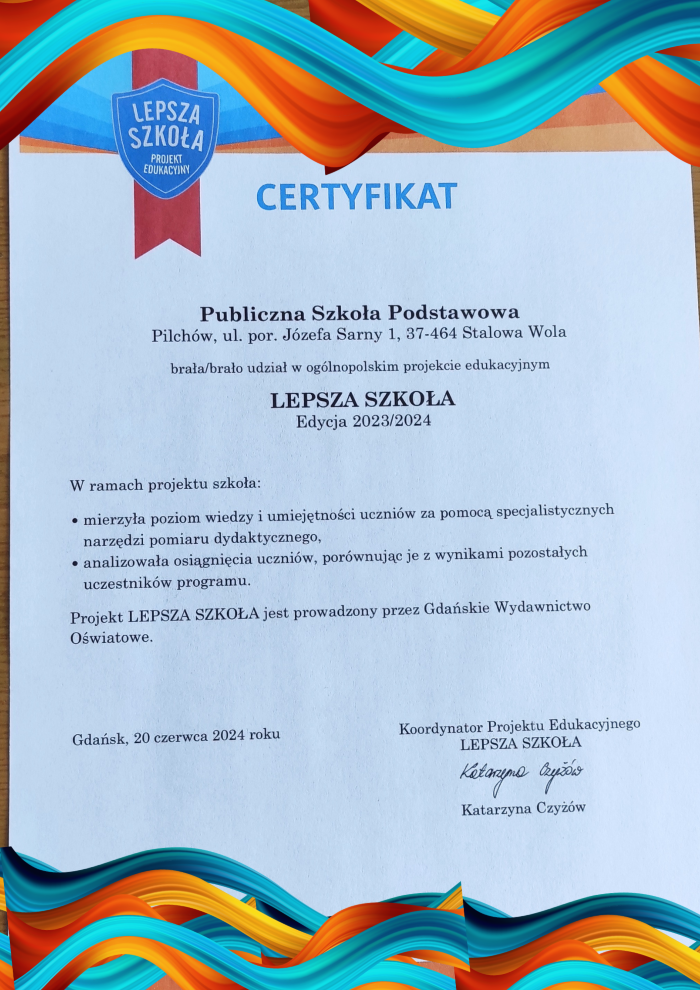 LEPSZA
SZKOŁA
PROJEKT
EDUKACYJNY
CERTYFIKAT
Publiczna Szkoła Podstawowa
Pilchów, ul. por. Józefa Sarny 1, 37-464 Stalowa Wola
brała/brało udział w ogólnopolskim projekcie edukacyjnym
LEPSZA SZKOŁA
Edycja 2023/2024
W ramach projektu szkoła:
• mierzyła poziom wiedzy i umiejętności uczniów za pomocą specjalistycznych
narzędzi pomiaru dydaktycznego,
• analizowała osiągnięcia uczniów, porównując je z wynikami pozostałych
uczestników programu.
Projekt LEPSZA SZKOŁA jest prowadzony przez Gdańskie Wydawnictwo
Oświatowe.
Gdańsk, 20 czerwca 2024 roku
Koordynator Projektu Edukacyjnego
LEPSZA SZKOŁA
Katarzyna Czyżów
Katarzyna Czyżów